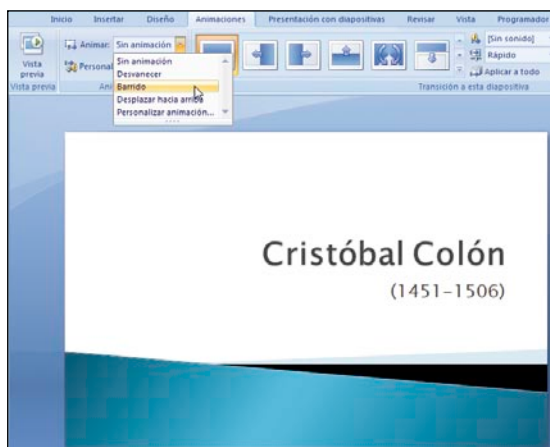 Inicio Insertar Diseño Animaciones Presentación con diapositivas Revisar Vista Programador
Animar: Sin animación [Sin sonido]
Vista previa Personal Rápido
Aplicar a todo
Vista previa Ani Transición a esta diapositiva
Sin animación
Desvanecer
Barrido
Desplazar hacia arriba
Personalizar animación...
Cristóbal Colón
(1451-1506)